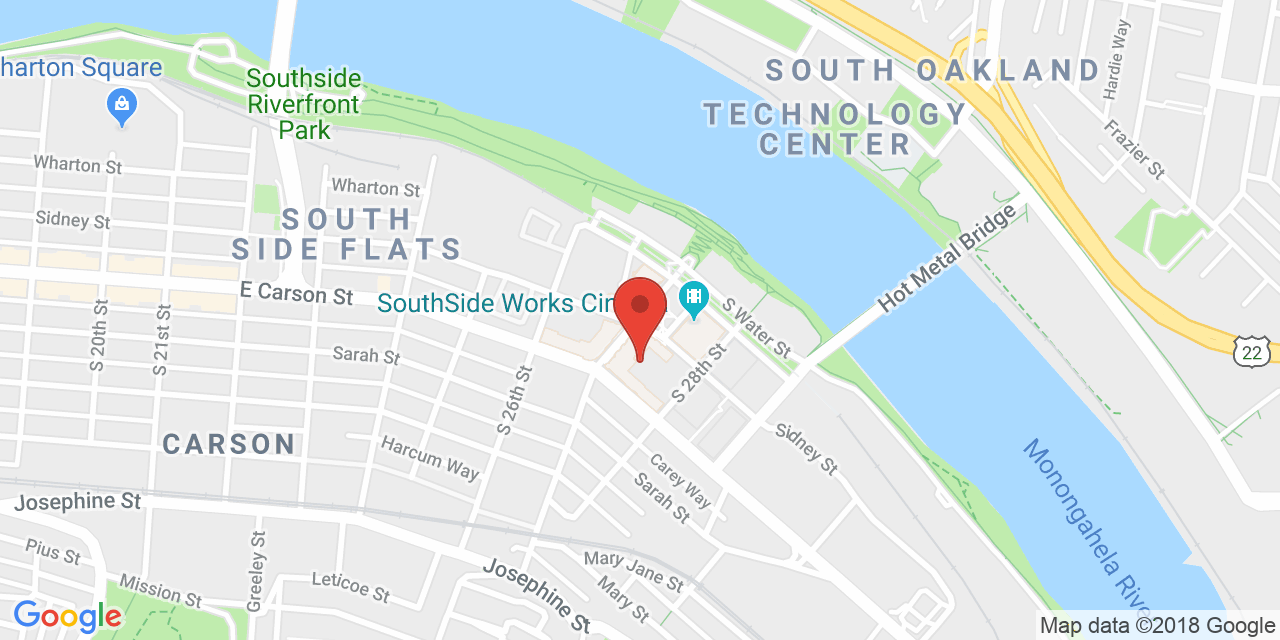 harton Square
Southside
Riverfront
Park
SOUTH OAKLAND
TECHNOLOGY
CENTER
Hardie Way
Frazier St
Wharton St
Wharton St
Sidney St
SOUTH
SIDE FLATS
Hot Metal Bridge
E Carson St
SouthSide Works Cin
S Water St
S 20th St
S 21st St
Sarah St
S 28th St
22
S 26th St
CARSON
Harcum Way
Sidney St
Carey Way
Sarah St
Monongahela Rive
Josephine St
Pius St
Greeley St
Mission St
Leticoe St
Josephine St
Mary Jane St
Mary St
Google
Map data ©2018 Google